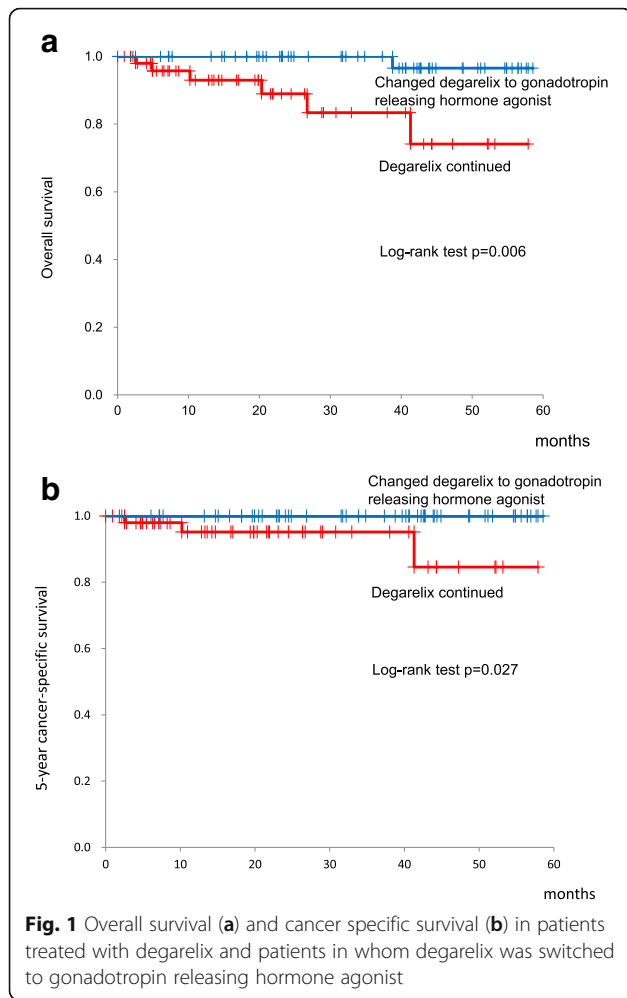 a
1.0
0.8
0.6
0.4
0.2
0.0
Overall survival
Changed degarelix to gonadotropin
releasing hormone agonist
Degarelix continued
Log-rank test p=0.006
0 10 20 30 40 50 60
months
b
Changed degarelix to gonadotropin
releasing hormone agonist
1.0
0.8
0.6
0.4
0.2
0.0
5-year cancer-specific survival
Degarelix continued
Log-rank test p=0.027
0 10 20 30 40 50 60
months
Fig. 1 Overall survival (a) and cancer specific survival (b) in patients
treated with degarelix and patients in whom degarelix was switched
to gonadotropin releasing hormone agonist